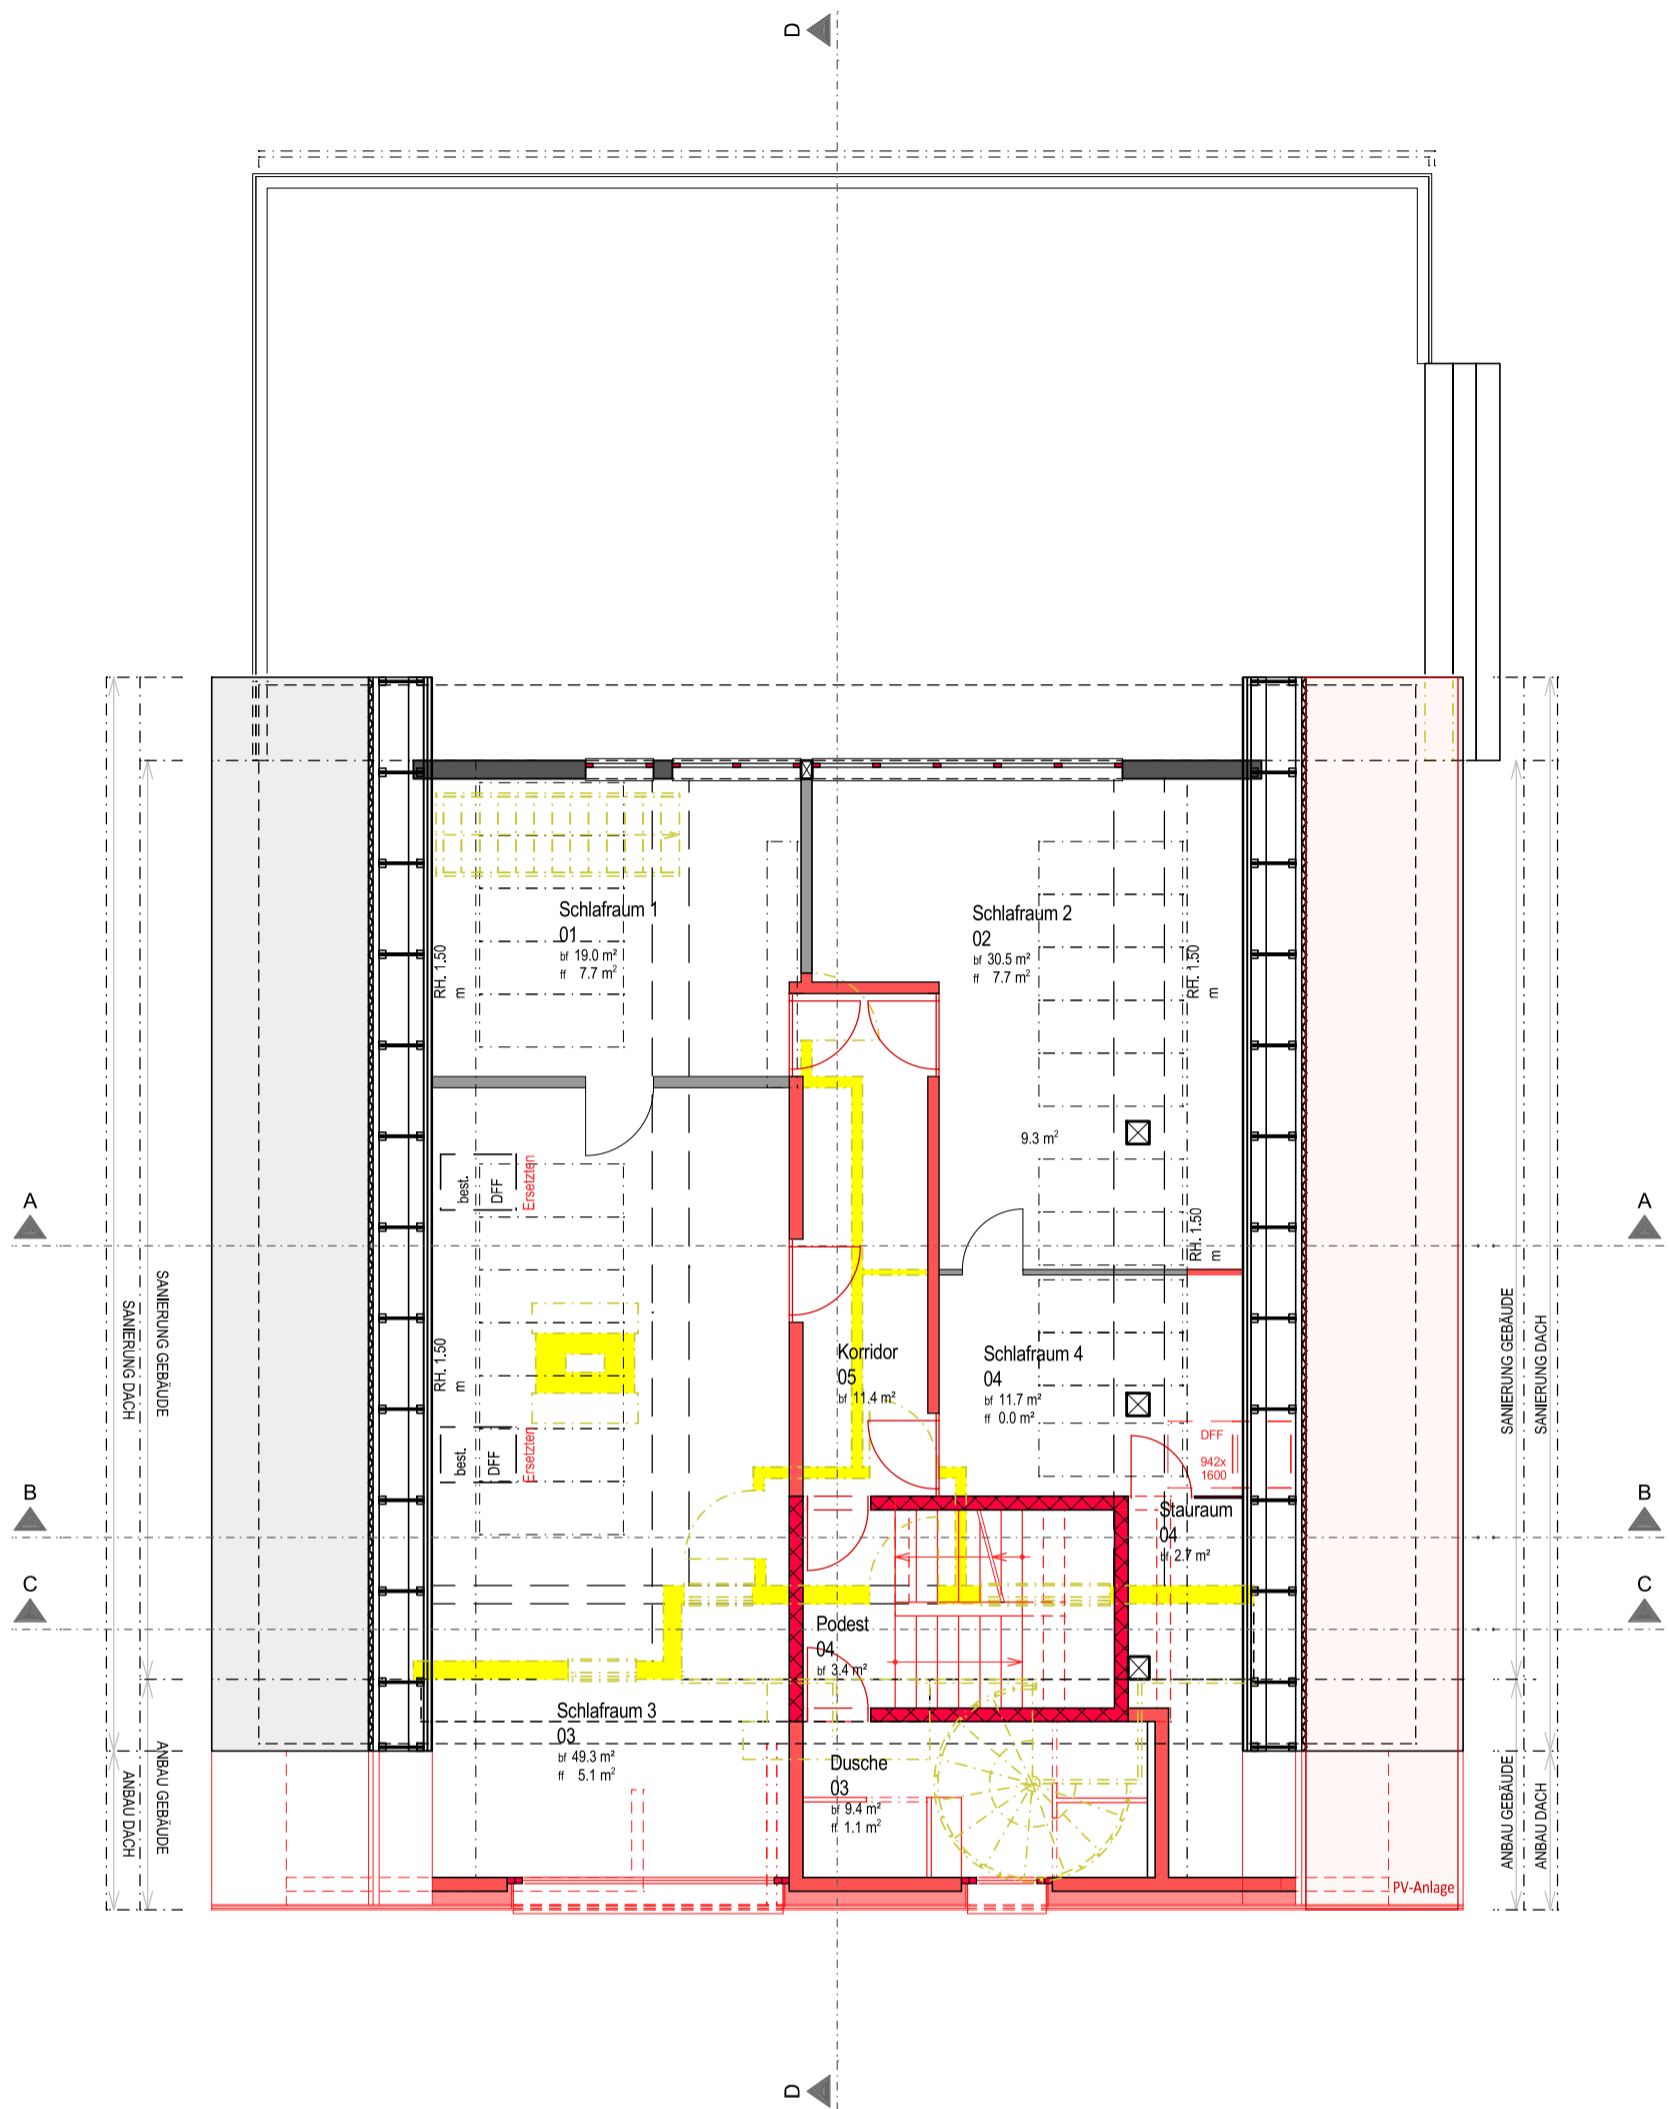 D
Schlafraum 1
01
bf 19.0 m²
ff 7.7 m²
Schlafraum 2
02
bf 30.5 m²
ff 7.7 m²
RH. 1.50
m
RH. 1.50
m
9.3 m²
best.
DFF
Ersetzten
A
A
RH. 1.50
m
SANIERUNG GEBÄUDE
SANIERUNG DACH
SANIERUNG GEBÄUDE
SANIERUNG DACH
RH. 1.50
m
Korridor
05
bf 11.4 m²
Schlafraum 4
04
bf 11.7 m²
ff 0.0 m²
best.
DFF
Ersetzten
DFF
942x
1600
B
B
Stauraum
04
bf 2.7 m²
C
C
Podest
04
bf 3.4 m²
Schlafraum 3
03
bf 49.3 m²
ff 5.1 m²
Dusche
03
bf 9.4 m²
ff 1.1 m²
ANBAU GEBÄUDE
ANBAU DACH
ANBAU GEBÄUDE
ANBAU DACH
PV-Anlage
D